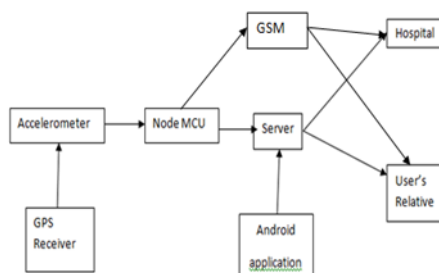 GSM
Hospital
Accelerometer
Node MCU
Server
User's
Relative
GPS
Receiver
Android
application